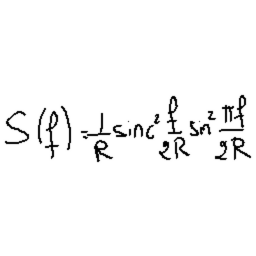 S(f) = 1/R sinc² f/2R sin² πf/2R